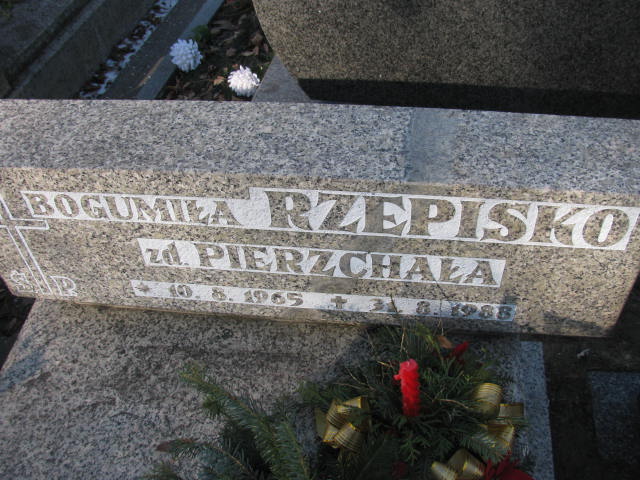 BOGUMIŁA RZEPISKO
zd PIERZCHAŁA
* 10. 8. 1965 + 8. 1988